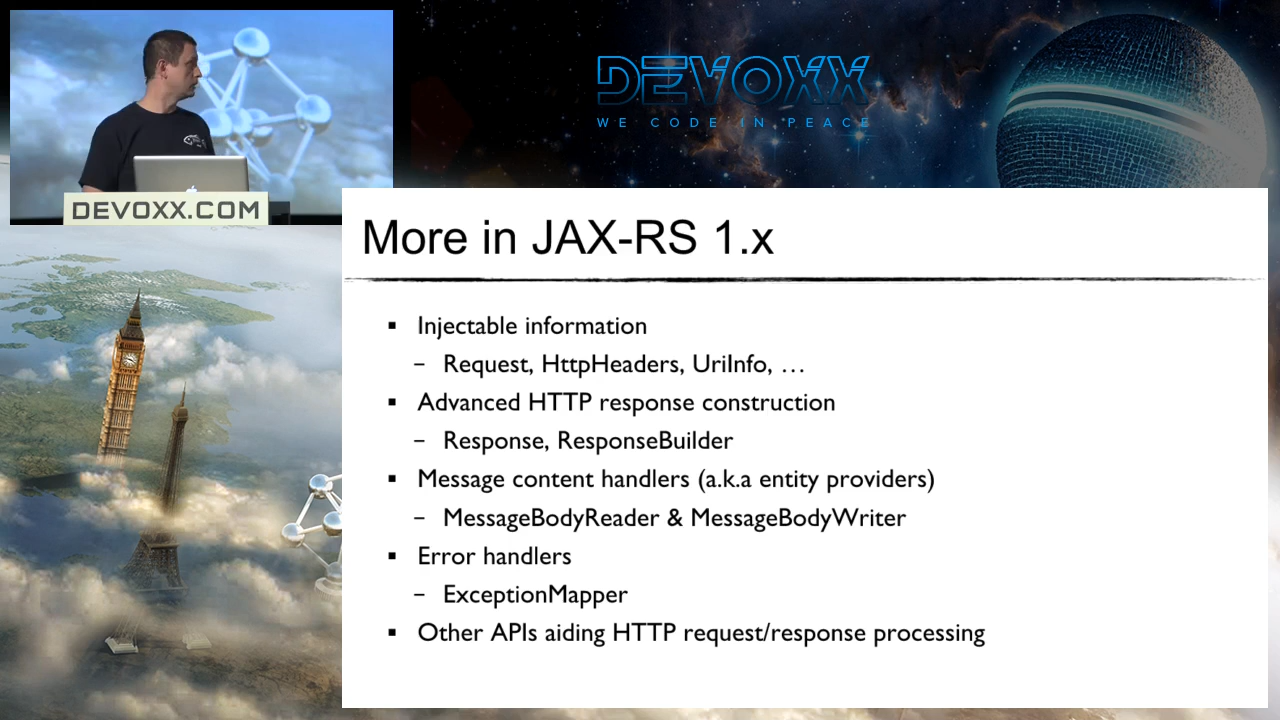 DEVOXX
WE CODE IN PEACE
DEVOXX.COM
More in JAX-RS 1.x
▪ Injectable information
– Request, HttpHeaders, UriInfo, …
▪ Advanced HTTP response construction
– Response, ResponseBuilder
▪ Message content handlers (a.k.a entity providers)
– MessageBodyReader & MessageBodyWriter
▪ Error handlers
– ExceptionMapper
▪ Other APIs aiding HTTP request/response processing